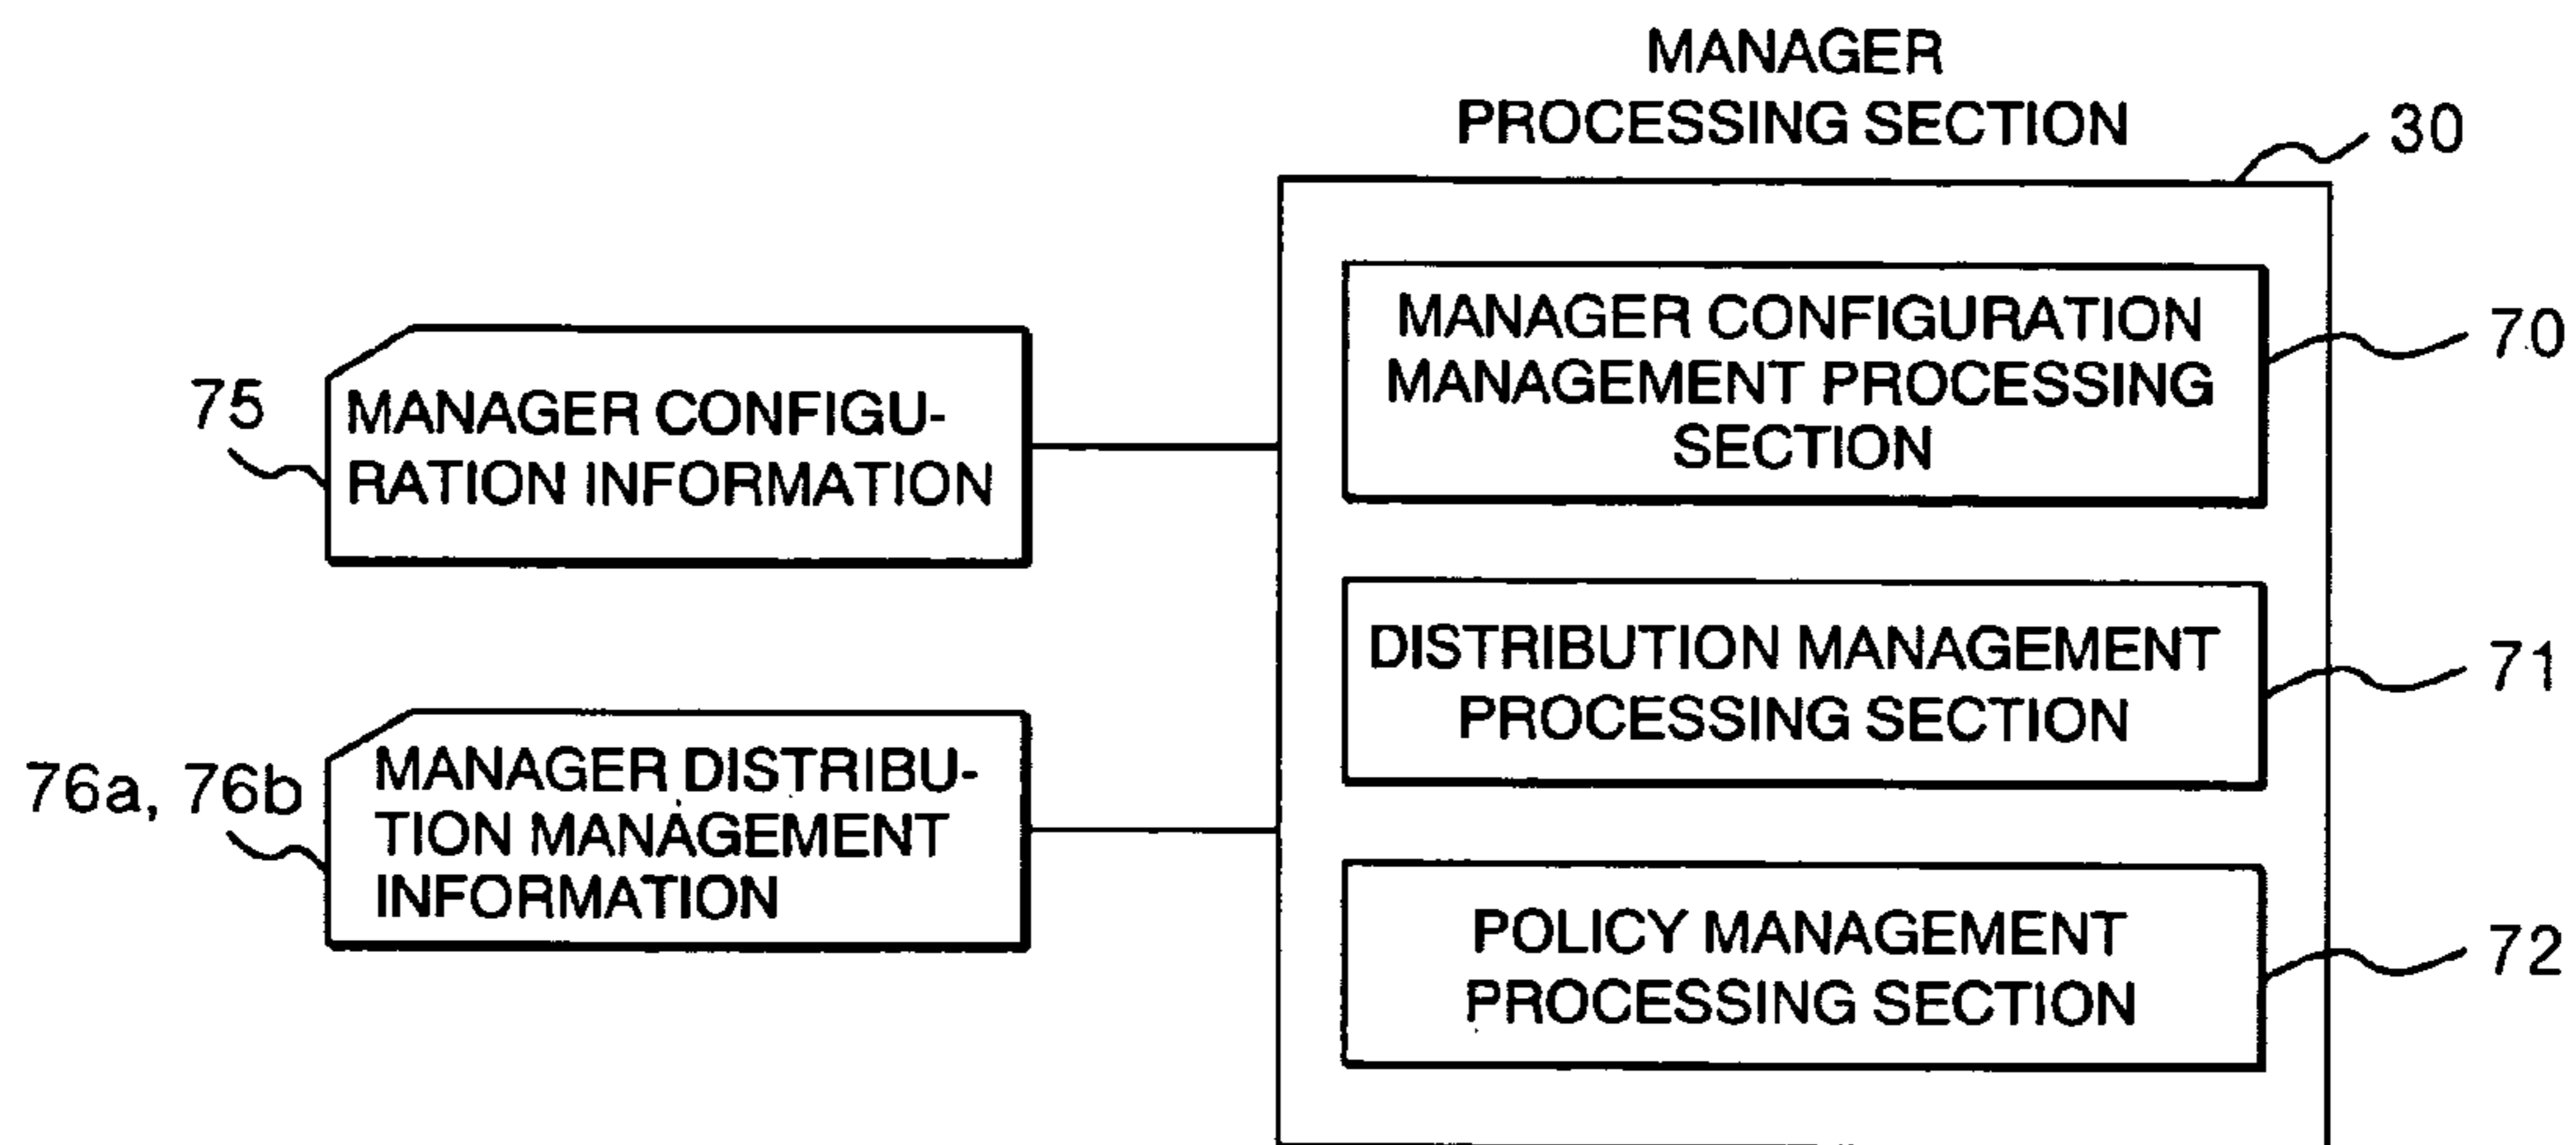 MANAGER
PROCESSING SECTION
30
MANAGER CONFIGURATION
MANAGEMENT PROCESSING
SECTION
70
75
MANAGER CONFIGU-
RATION INFORMATION
DISTRIBUTION MANAGEMENT
PROCESSING SECTION
71
76a, 76b
MANAGER DISTRIBU-
TION MANAGEMENT
INFORMATION
POLICY MANAGEMENT
PROCESSING SECTION
72